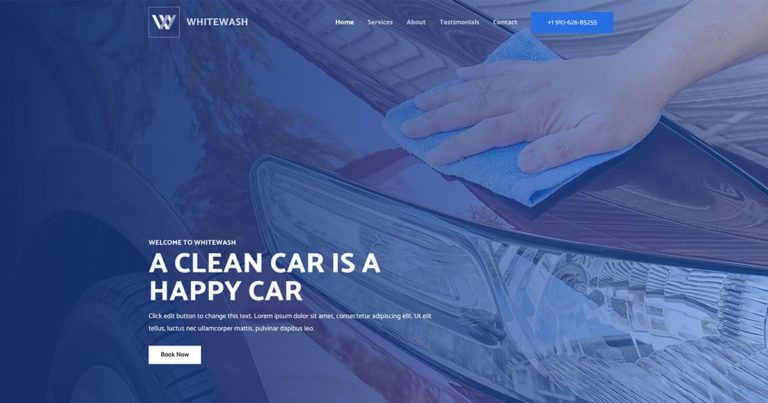 WHITEWASH
Home Services About Testimonials Contact +1 910-626-85255
WELCOME TO WHITEWASH
A CLEAN CAR IS A
HAPPY CAR
Click edit button to change this text. Lorem ipsum dolor sit amet, consectetur adipiscing elit. Ut elit
tellus, luctus nec ullamcorper mattis, pulvinar dapibus leo.
Book Now